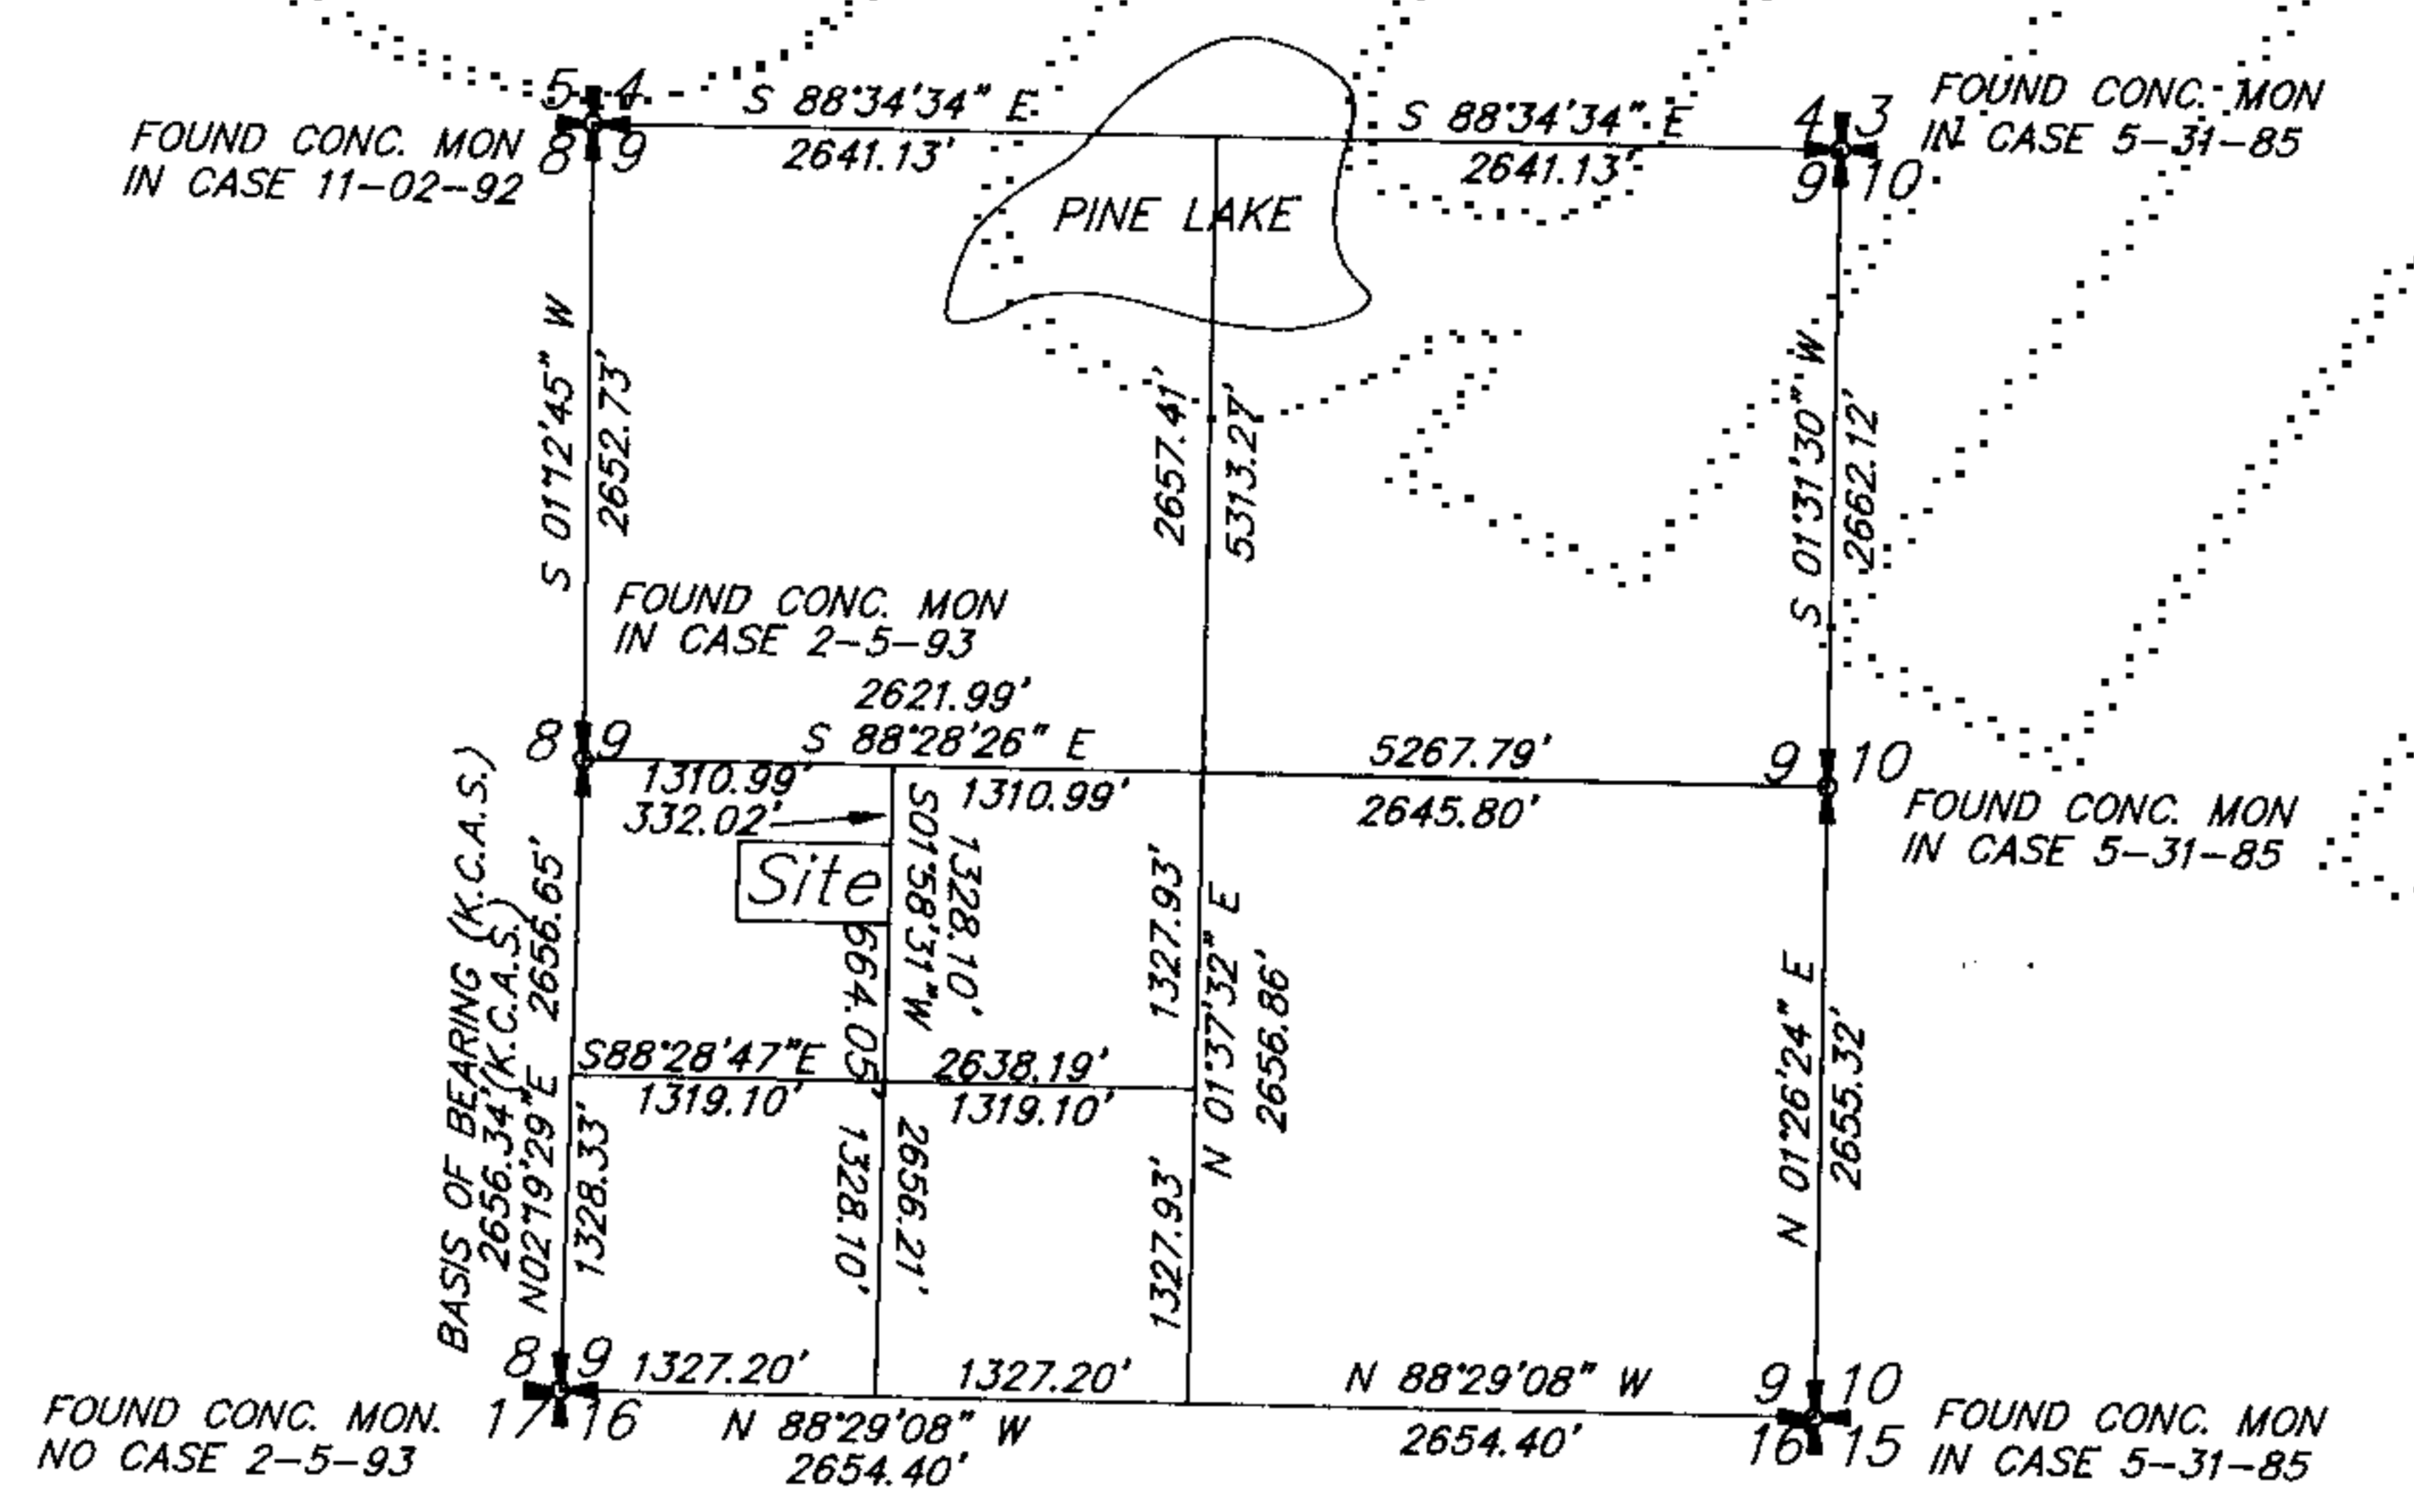 5 4
8 9
FOUND CONC. MON
IN CASE 11-02-92
S 88°34'34" E
2641.13'
S 88°34'34" E
2641.13'
4 3
9 10
FOUND CONC. MON
IN CASE 5-31-85
PINE LAKE
S 01°12'45" W
2652.73'
2657.41'
5313.27'
S 01°31'30" W
2662.12'
FOUND CONC. MON
IN CASE 2-5-93
2621.99'
S 88°28'26" E
8 9
1310.99'
1310.99'
332.02'
5267.79'
2645.80'
9 10
FOUND CONC. MON
IN CASE 5-31-85
Site
S01°58'31"W
1328.10'
664.05'
1327.93'
N 01°37'32" E
2656.86'
BASIS OF BEARING (K.C.A.S.)
2656.34'(K.C.A.S.)
N02°19'29"E 2656.65'
1328.33'
S88°28'47"E
1319.10'
2638.19'
1319.10'
1328.10'
2656.21'
1327.93'
N 01°26'24" E
2655.32'
8 9
17 16
FOUND CONC. MON.
NO CASE 2-5-93
1327.20'
1327.20'
N 88°29'08" W
2654.40'
N 88°29'08" W
2654.40'
9 10
16 15
FOUND CONC. MON
IN CASE 5-31-85